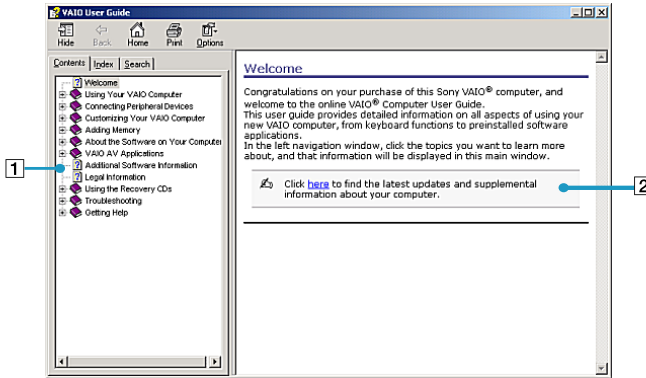 VAIO User Guide
Hide Back Home Print Options
Contents Index Search
Welcome
Using Your VAIO Computer
Connecting Peripheral Devices
Customizing Your VAIO Computer
Adding Memory
About the Software on Your Computer
VAIO AV Applications
Additional Software Information
Legal Information
Using the Recovery CDs
Troubleshooting
Getting Help
1
Welcome
Congratulations on your purchase of this Sony VAIO® computer, and
welcome to the online VAIO® Computer User Guide.
This user guide provides detailed information on all aspects of using your
new VAIO computer, from keyboard functions to preinstalled software
applications.
In the left navigation window, click the topics you want to learn more
about, and that information will be displayed in this main window.
Click here to find the latest updates and supplemental
information about your computer.
2